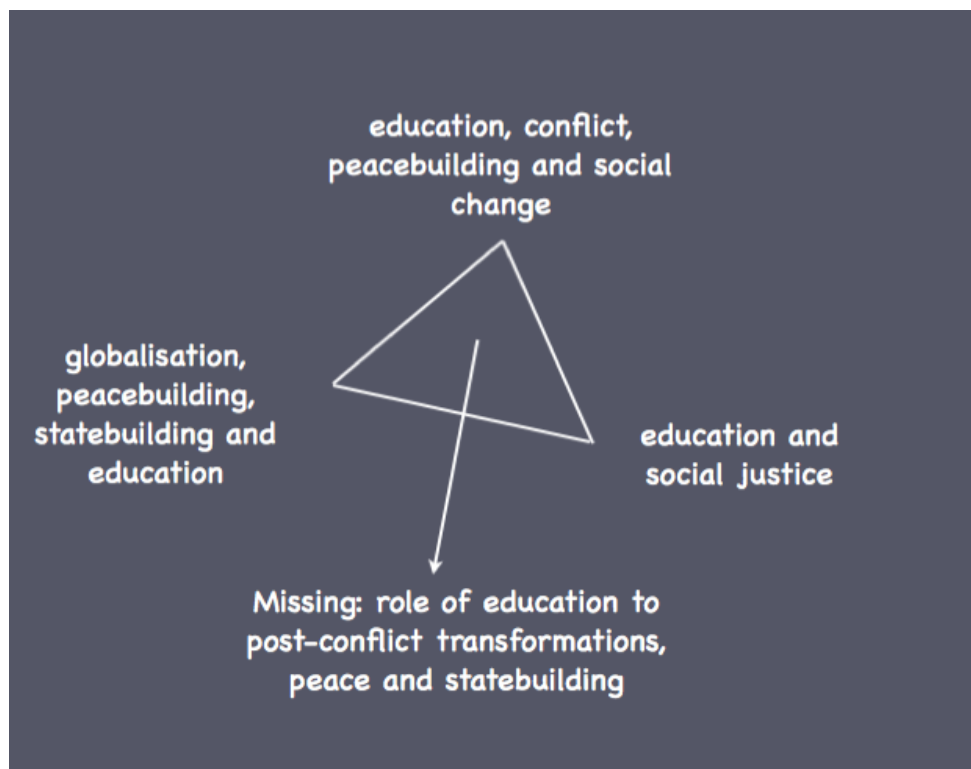 education, conflict,
peacebuilding and social
change
globalisation,
peacebuilding,
statebuilding and
education
education and
social justice
Missing: role of education to
post-conflict transformations,
peace and statebuilding